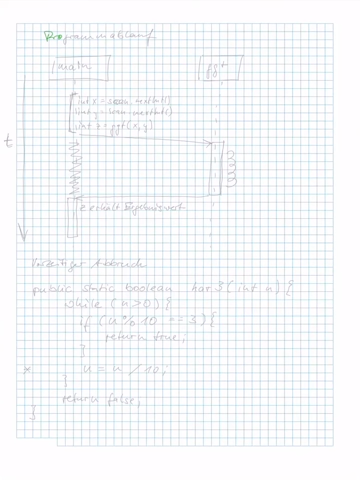 Programmablauf
main
ggt
int x = scan.nextInt()
int y = scan.nextInt()
int z = ggt(x, y)
t
z erhält Ergebniswert
Vorzeitiger Abbruch
public static boolean hat3(int u) {
while (u > 0) {
if (u % 10 == 3) {
return true;
}
* u = u / 10;
}
return false;
}